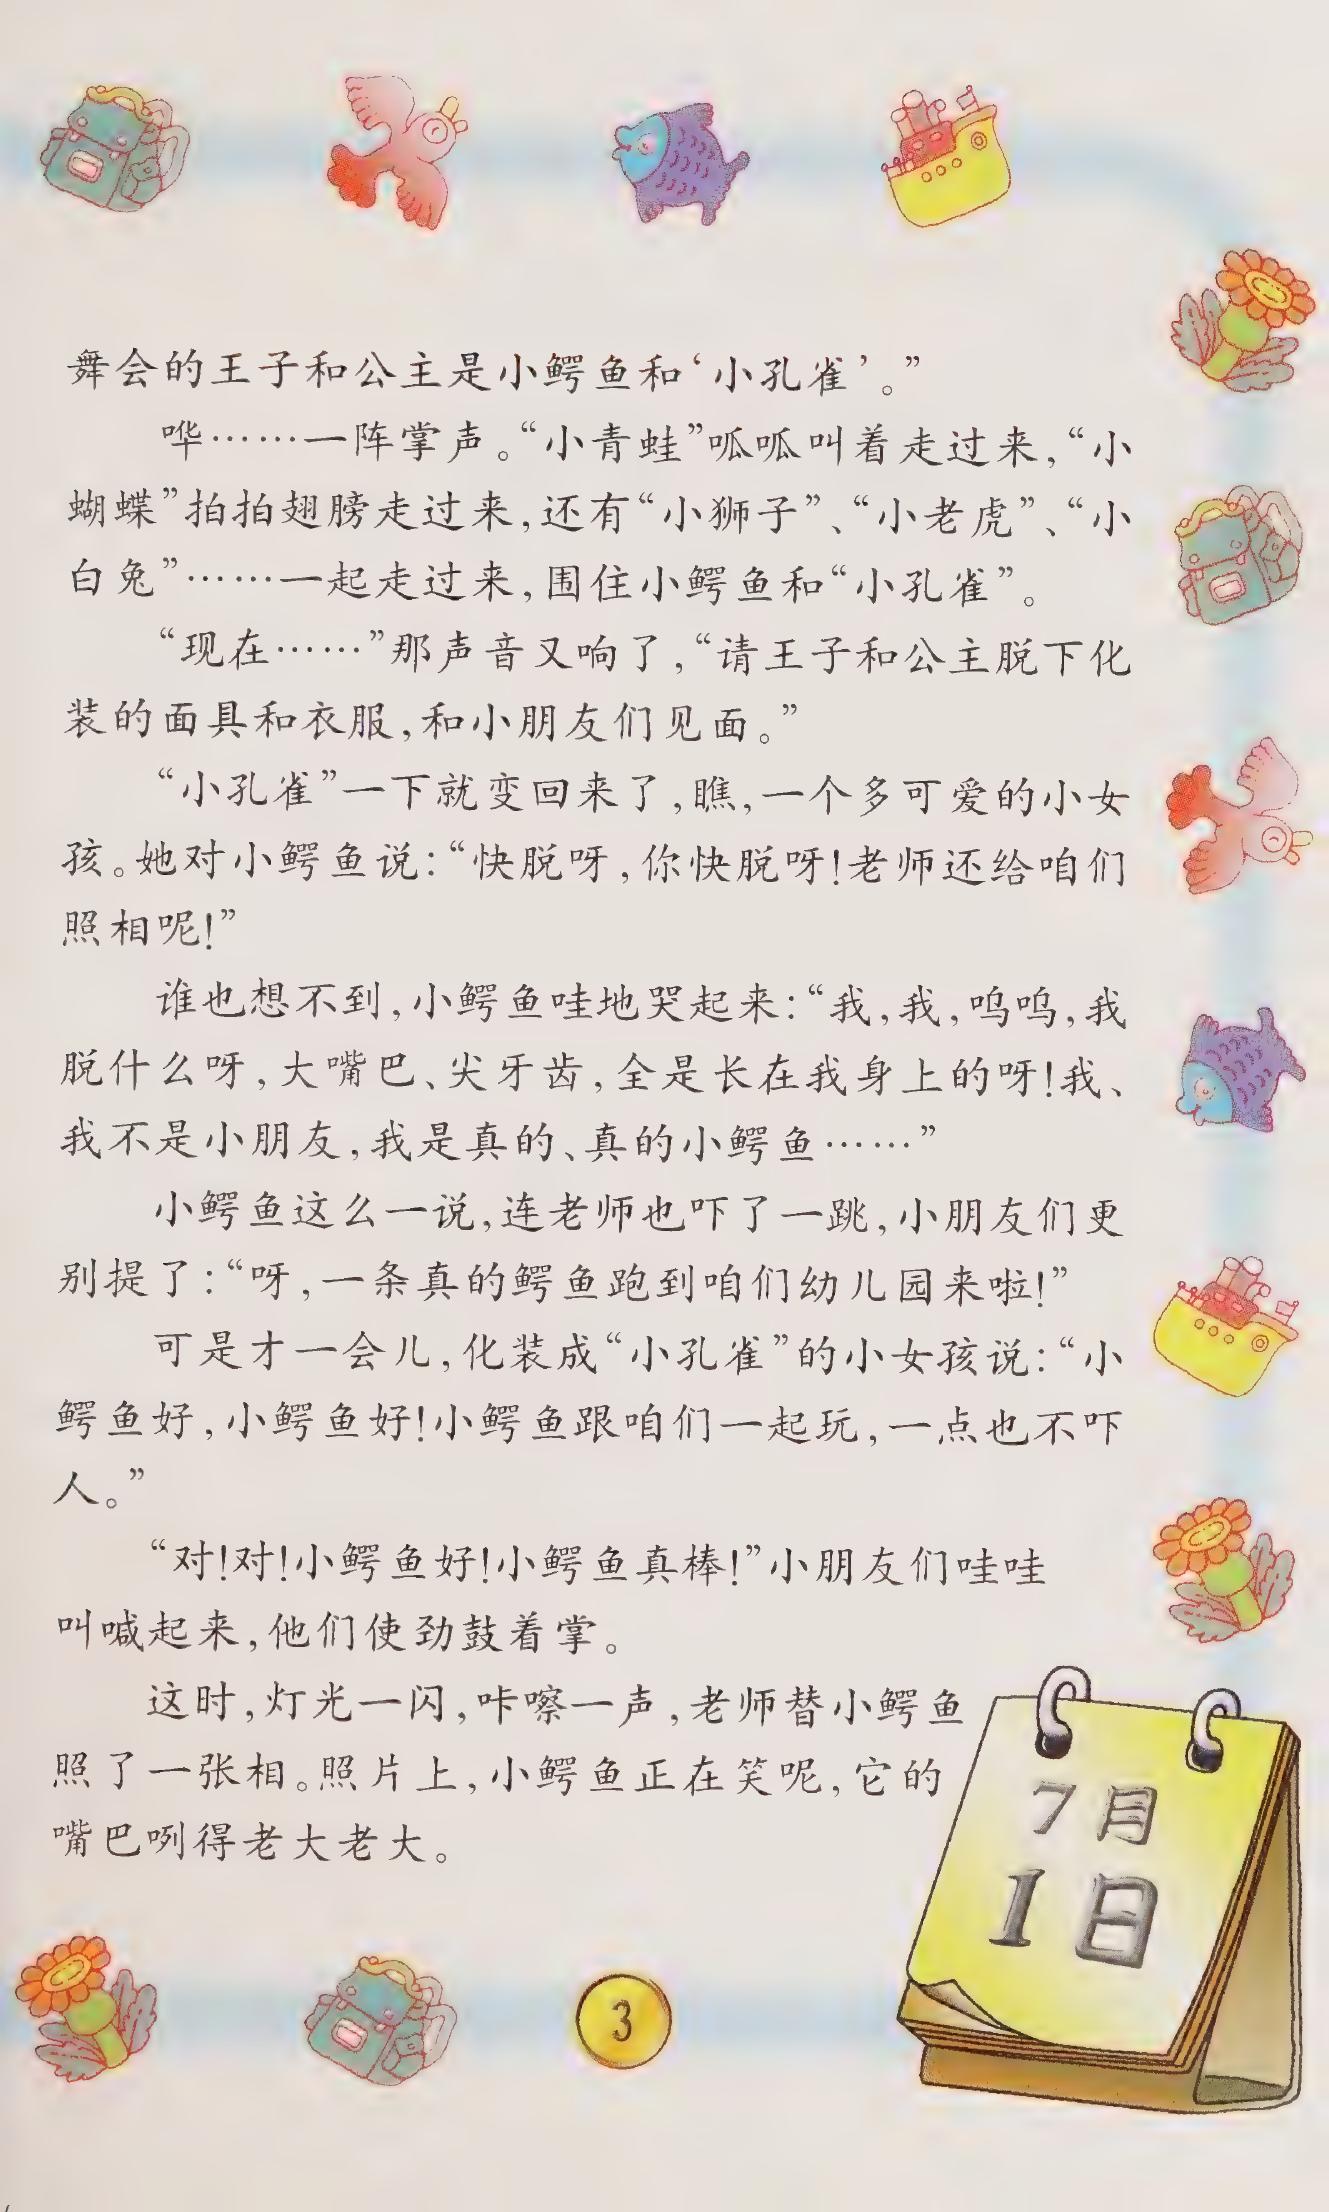 舞会的王子和公主是小鳄鱼和‘小孔雀’。”
哗……一阵掌声。“小青蛙”呱呱叫着走过来,“小
蝴蝶”拍拍翅膀走过来,还有“小狮子”、“小老虎”、“小
白兔”……一起走过来,围住小鳄鱼和“小孔雀”。
“现在……”那声音又响了,“请王子和公主脱下化
装的面具和衣服,和小朋友们见面。”
“小孔雀”一下就变回来了,瞧,一个多可爱的小女
孩。她对小鳄鱼说:“快脱呀,你快脱呀!老师还给咱们
照相呢!”
谁也想不到,小鳄鱼哇地哭起来:“我,我,呜呜,我
脱什么呀,大嘴巴、尖牙齿,全是长在我身上的呀!我、
我不是小朋友,我是真的、真的小鳄鱼……”
小鳄鱼这么一说,连老师也吓了一跳,小朋友们更
别提了:“呀,一条真的鳄鱼跑到咱们幼儿园来啦!”
可是才一会儿,化装成“小孔雀”的小女孩说:“小
鳄鱼好,小鳄鱼好!小鳄鱼跟咱们一起玩,一点也不吓
人。”
“对!对!小鳄鱼好!小鳄鱼真棒!”小朋友们哇哇
叫喊起来,他们使劲鼓着掌。
这时,灯光一闪,咔嚓一声,老师替小鳄鱼
照了一张相。照片上,小鳄鱼正在笑呢,它的
嘴巴咧得老大老大。
7月
1日
3